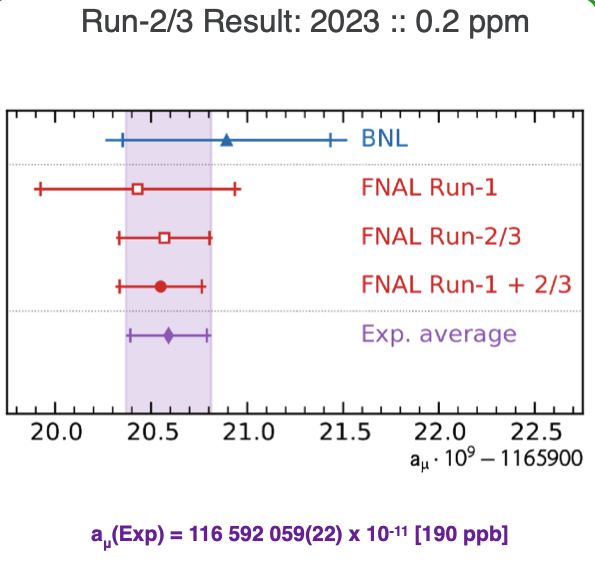 Run-2/3 Result: 2023 :: 0.2 ppm
BNL
FNAL Run-1
FNAL Run-2/3
FNAL Run-1 + 2/3
Exp. average
20.0 20.5 21.0 21.5 22.0 22.5
aμ · 10⁹ – 1165900
aμ(Exp) = 116 592 059(22) x 10⁻¹¹ [190 ppb]